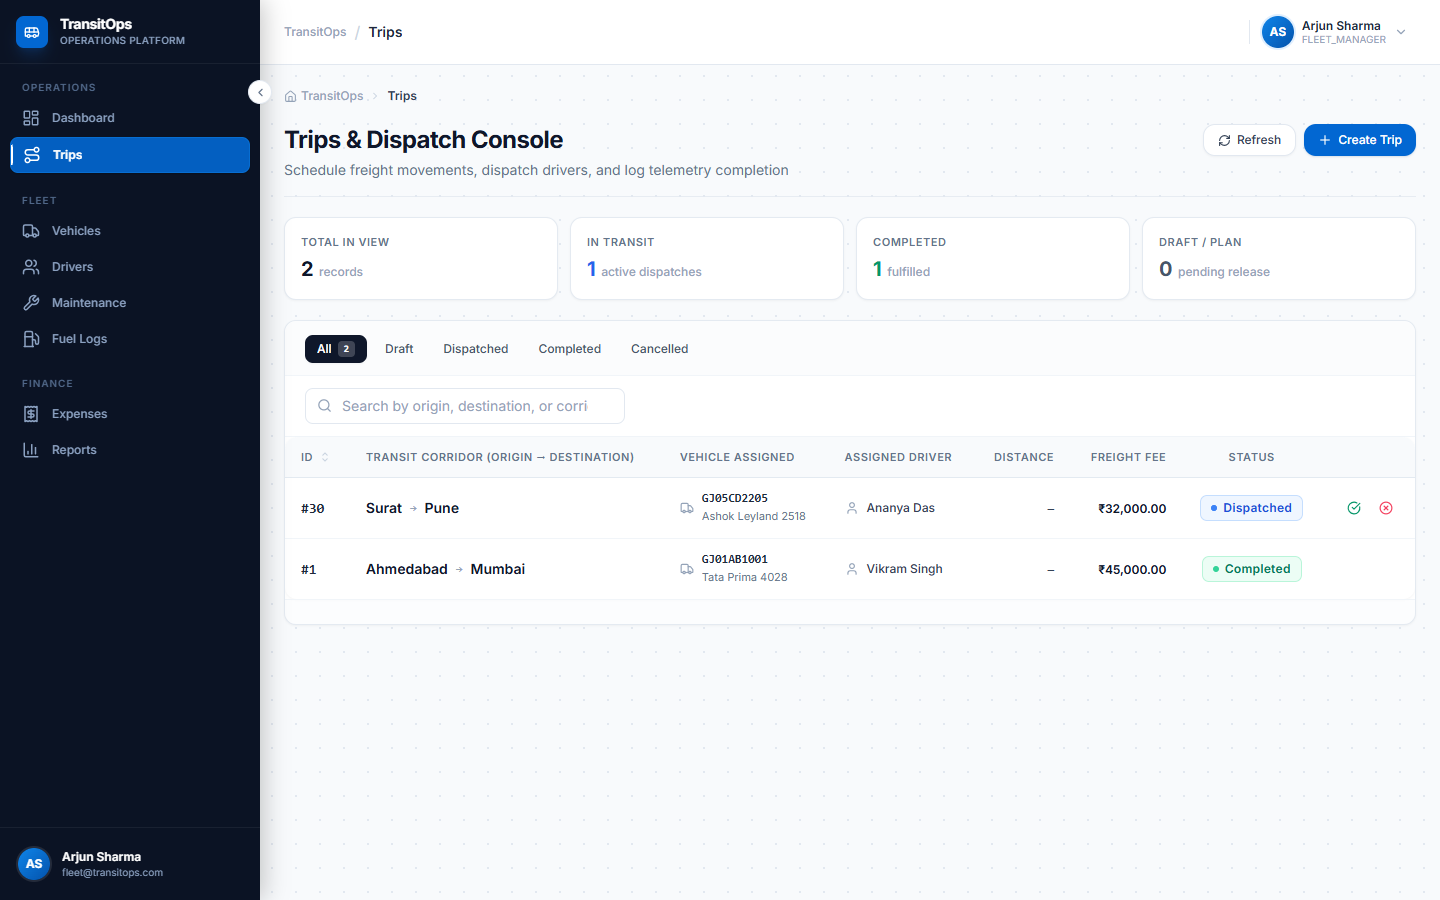 TransitOps
OPERATIONS PLATFORM
OPERATIONS
Dashboard
Trips
FLEET
Vehicles
Drivers
Maintenance
Fuel Logs
FINANCE
Expenses
Reports
AS
Arjun Sharma
fleet@transitops.com
TransitOps / Trips
AS
Arjun Sharma
FLEET_MANAGER
TransitOps Trips
Trips & Dispatch Console
Schedule freight movements, dispatch drivers, and log telemetry completion
Refresh
Create Trip
TOTAL IN VIEW
2 records
IN TRANSIT
1 active dispatches
COMPLETED
1 fulfilled
DRAFT / PLAN
0 pending release
All 2 Draft Dispatched Completed Cancelled
Search by origin, destination, or corri
ID TRANSIT CORRIDOR (ORIGIN → DESTINATION) VEHICLE ASSIGNED ASSIGNED DRIVER DISTANCE FREIGHT FEE STATUS
#30 Surat → Pune GJ05CD2205 Ashok Leyland 2518 Ananya Das – ₹32,000.00 Dispatched
#1 Ahmedabad → Mumbai GJ01AB1001 Tata Prima 4028 Vikram Singh – ₹45,000.00 Completed